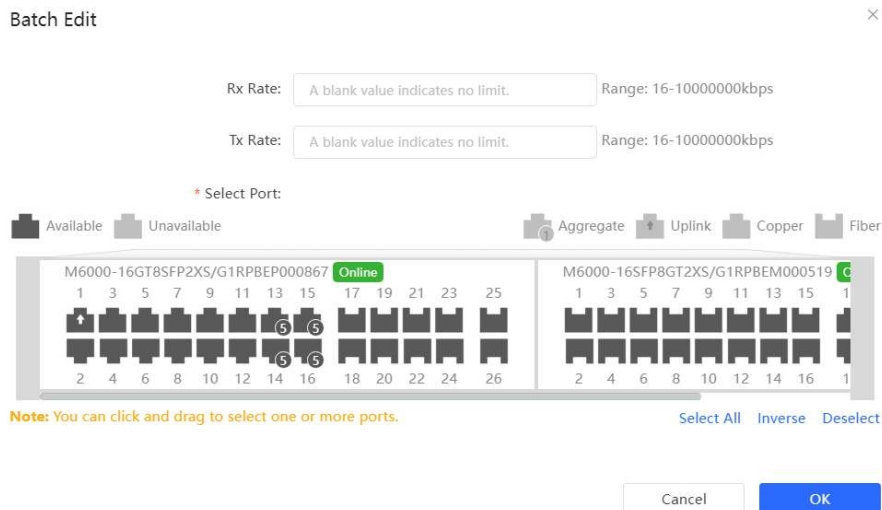 Batch Edit
Rx Rate: A blank value indicates no limit. Range: 16-10000000kbps
Tx Rate: A blank value indicates no limit. Range: 16-10000000kbps
* Select Port:
Available Unavailable 1 Aggregate Uplink Copper Fiber
M6000-16GT8SFP2XS/G1RPBEP000867 Online M6000-16SFP8GT2XS/G1RPBEM000519
1 3 5 7 9 11 13 15 17 19 21 23 25 1 3 5 7 9 11 13 15
5 5
5 5
2 4 6 8 10 12 14 16 18 20 22 24 26 2 4 6 8 10 12 14 16
Note: You can click and drag to select one or more ports. Select All Inverse Deselect
Cancel OK